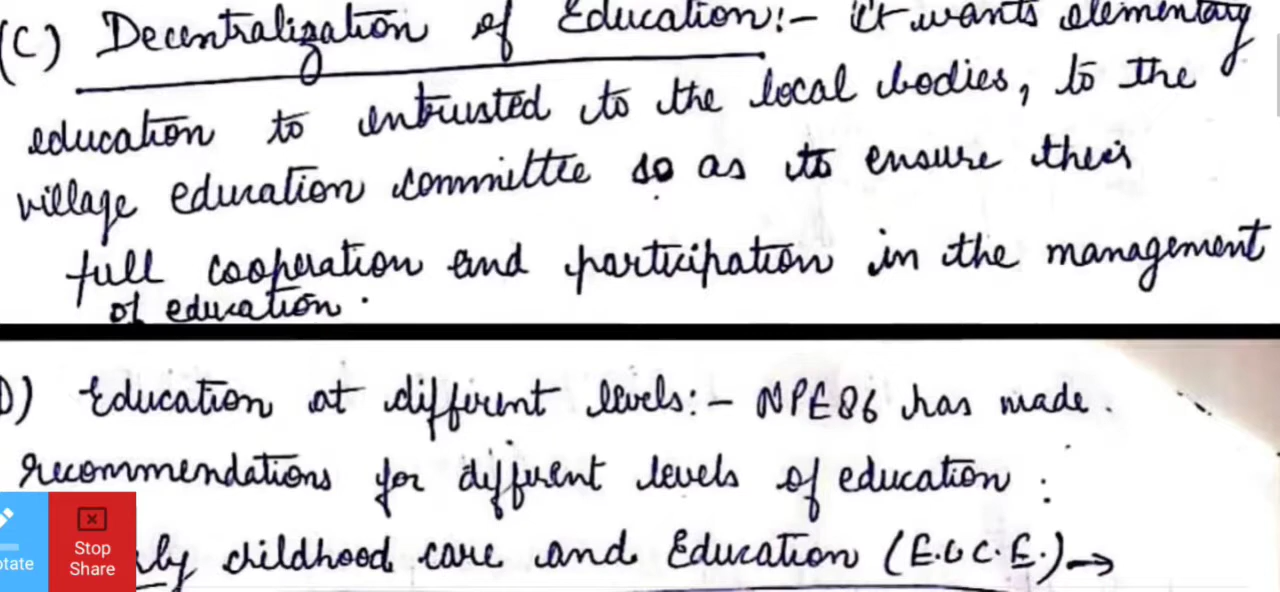 (C) Decentralization of Education:- It wants elementary
education to entrusted to the local bodies, to the
village education committee so as to ensure their
full cooperation and participation in the management
of education.
D) Education at different levels:- NPE86 has made.
recommendations for different levels of education :
rly childhood care and Education (E.C.C.E.)→
otate
Stop
Share